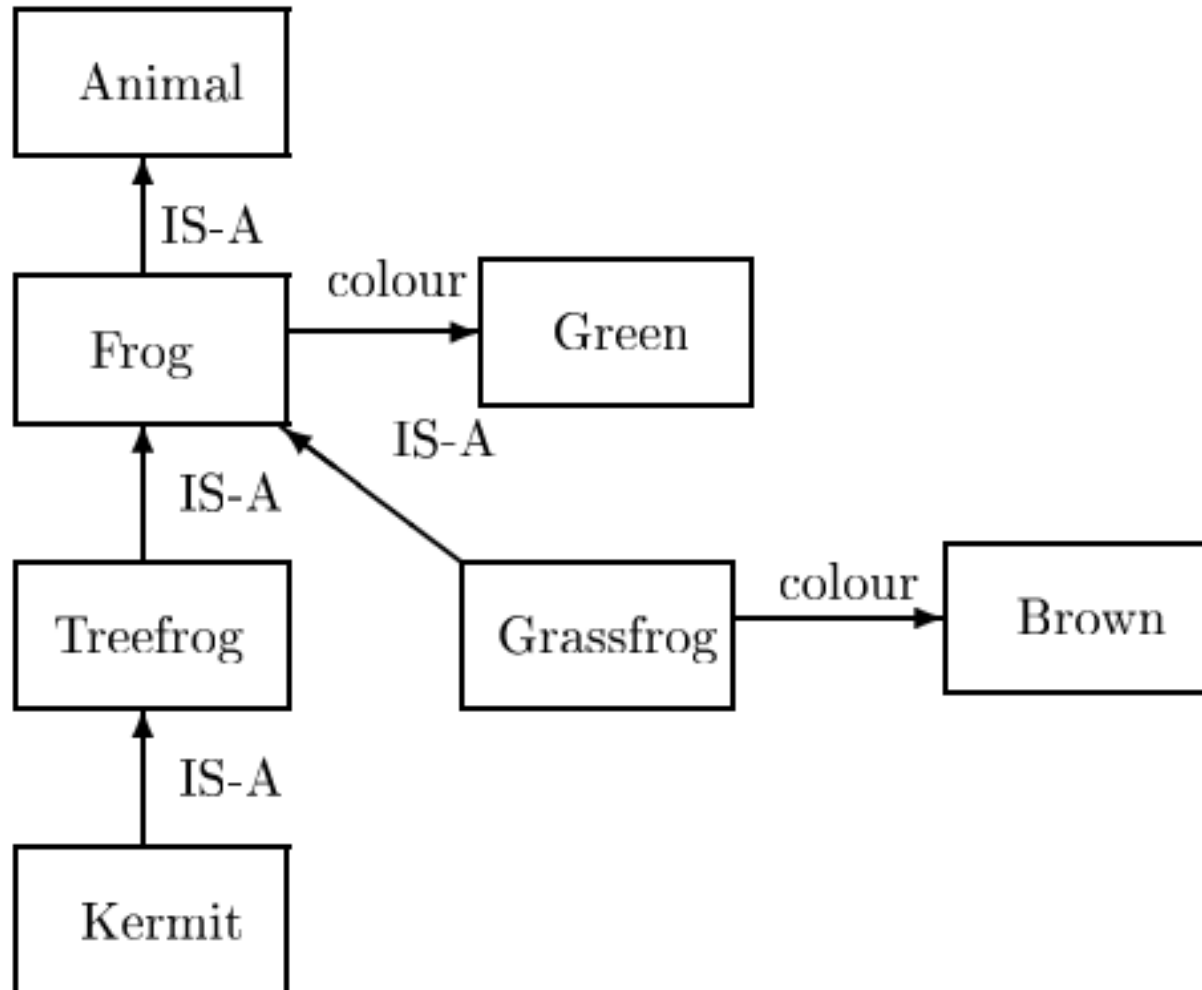 Animal
IS-A
colour
Green
Frog
IS-A
IS-A
colour
Brown
Treefrog
Grassfrog
IS-A
Kermit